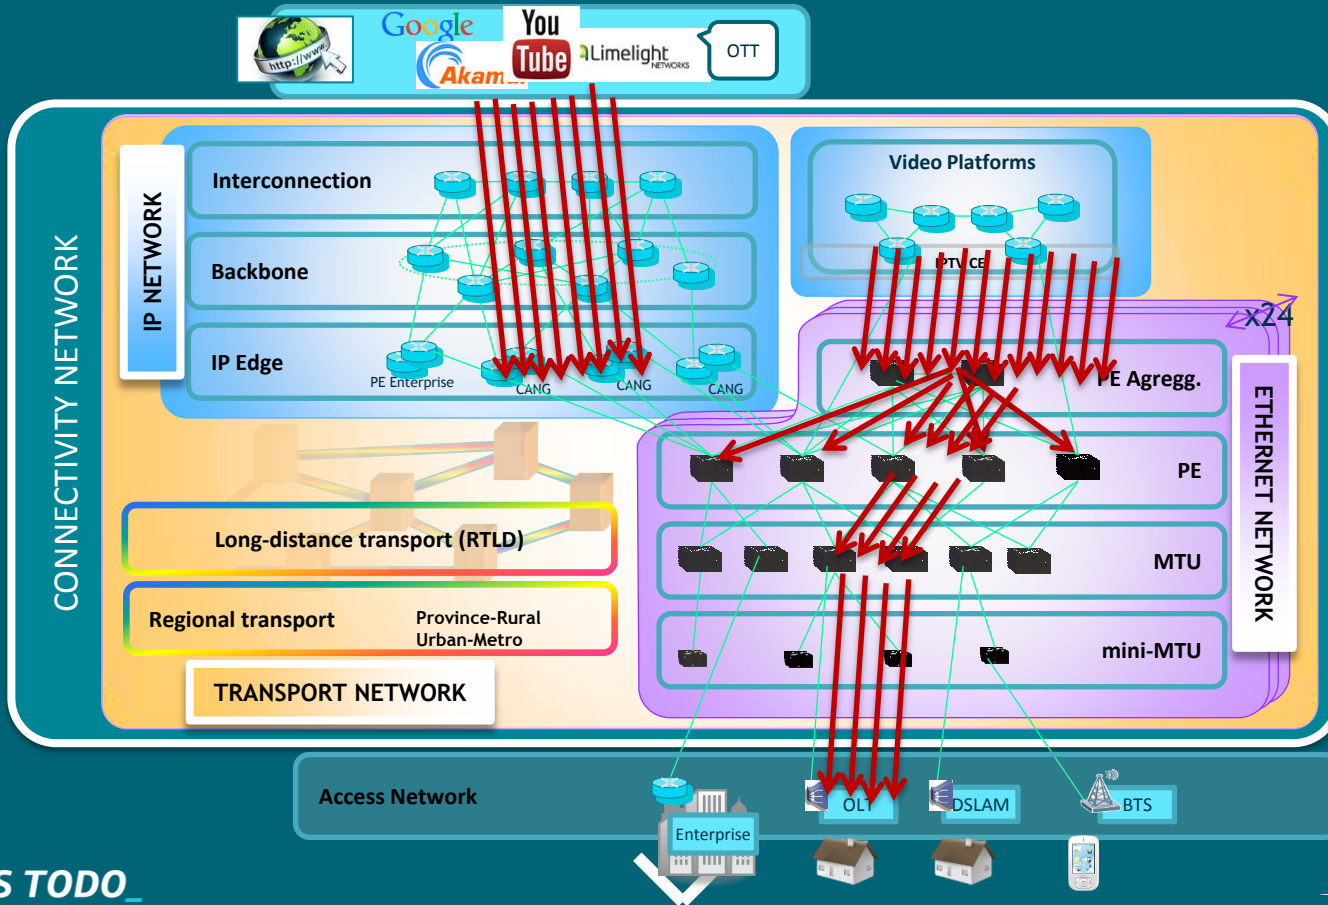 http://www
Google
You
Tube
Akam
Limelight
NETWORKS
OTT
CONNECTIVITY NETWORK
IP NETWORK
Interconnection
Backbone
IP Edge
PE Enterprise
CANG
CANG
CANG
Video Platforms
IPTV CE
x24
PE Agregg.
PE
MTU
mini-MTU
ETHERNET NETWORK
Long-distance transport (RTLD)
Regional transport
Province-Rural
Urban-Metro
TRANSPORT NETWORK
Access Network
Enterprise
OLT
DSLAM
BTS
S TODO_